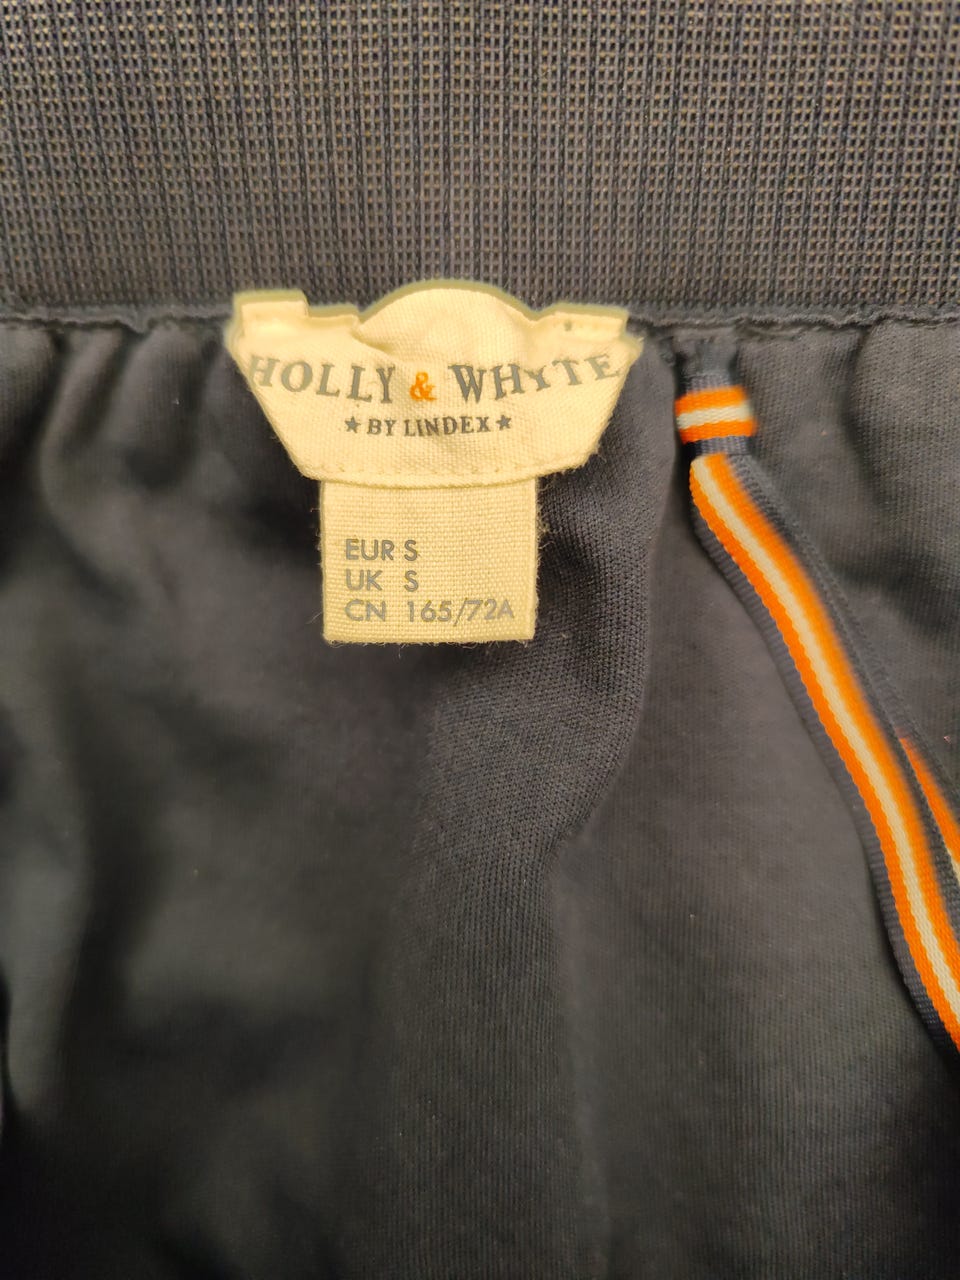 HOLLY & WHYTE
★BY LINDEX★
EUR S
UK S
CN 165/72A